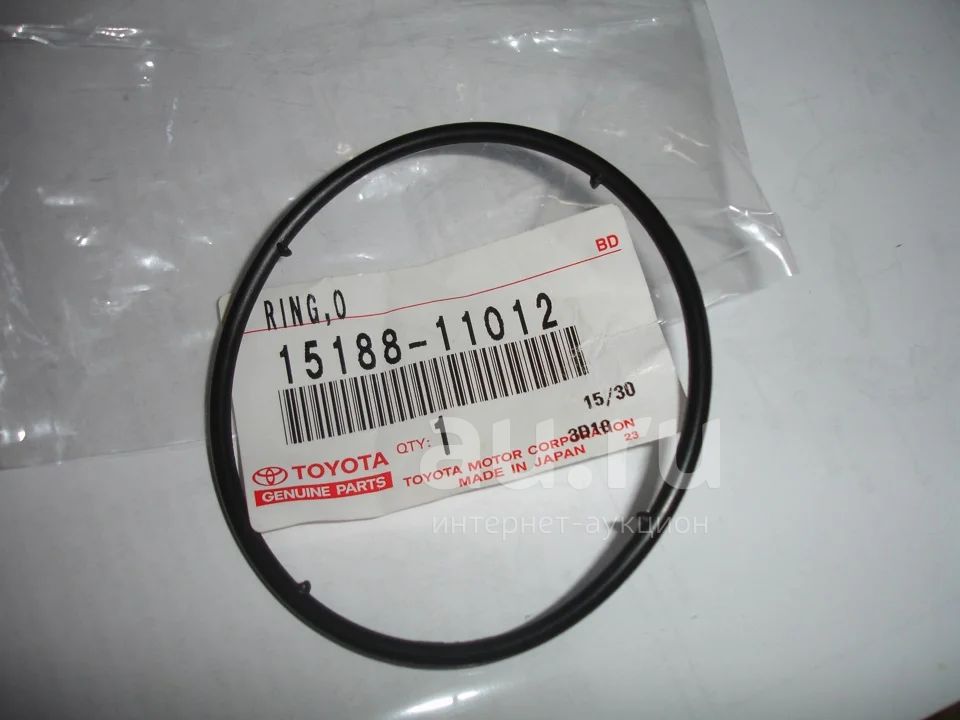 BD
RING,O
15188-11012
15/30
QTY: 1
3D18
TOYOTA
GENUINE PARTS
TOYOTA MOTOR CORPORATION 23
MADE IN JAPAN
au.ru
интернет-аукцион